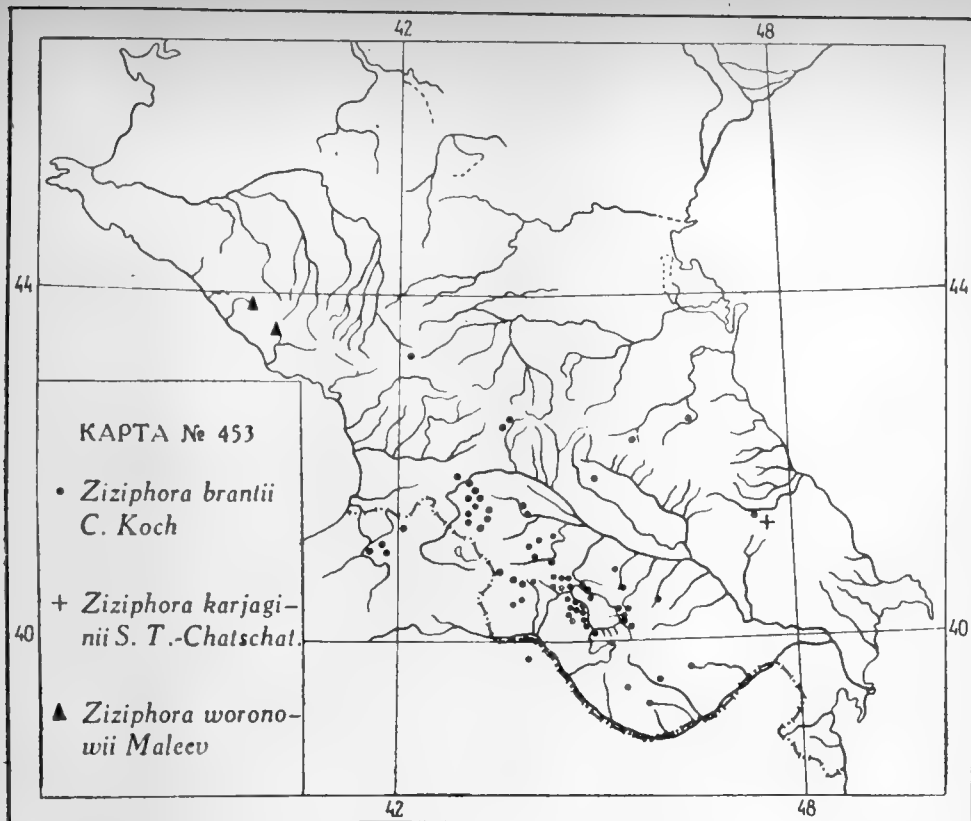 42 48
44 44
КАРТА № 453
• Ziziphora brantii
C. Koch
+ Ziziphora karjagi-
nii S. T.-Chatschat.
40 40
▲ Ziziphora worono-
wii Maleev
42 48